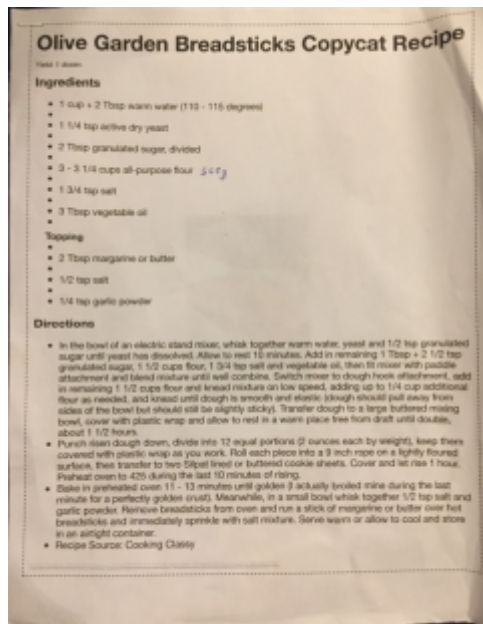 Olive Garden Breadsticks Copycat Recipe
Yield 1 dozen
Ingredients
• 1 cup + 2 Tbsp warm water (110 - 115 degrees)
•
• 1 1/4 tsp active dry yeast
•
• 2 Tbsp granulated sugar, divided
•
• 3 - 3 1/4 cups all-purpose flour
•
• 1 3/4 tsp salt
•
• 3 Tbsp vegetable oil
•
Topping
•
• 2 Tbsp margarine or butter
•
• 1/2 tsp salt
•
• 1/4 tsp garlic powder
Directions
• In the bowl of an electric stand mixer, whisk together warm water, yeast and 1/2 tsp granulated
sugar until yeast has dissolved. Allow to rest 10 minutes. Add in remaining 1 Tbsp + 2 1/2 tsp
granulated sugar, 1 1/2 cups flour, 1 3/4 tsp salt and vegetable oil, then fit mixer with paddle
attachment and blend mixture until well combine. Switch mixer to dough hook attachment, add
in remaining 1 1/2 cups flour and knead mixture on low speed, adding up to 1/4 cup additional
flour as needed, and knead until dough is smooth and elastic (dough should pull away from
sides of the bowl but should still be slightly sticky). Transfer dough to a large buttered mixing
bowl, cover with plastic wrap and allow to rest in a warm place free from draft until double,
about 1 1/2 hours.
• Punch risen dough down, divide into 12 equal portions (2 ounces each by weight), keep them
covered with plastic wrap as you work. Roll each piece into a 9 inch rope on a lightly floured
surface, then transfer to two Silpat lined or buttered cookie sheets. Cover and let rise 1 hour.
Preheat oven to 425 during the last 10 minutes of rising.
• Bake in preheated oven 11 - 13 minutes until golden (I actually broiled mine during the last
minute for a perfectly golden crust). Meanwhile, in a small bowl whisk together 1/2 tsp salt and
garlic powder. Remove breadsticks from oven and run a stick of margarine or butter over hot
breadsticks and immediately sprinkle with salt mixture. Serve warm or allow to cool and store
in an airtight container.
• Recipe Source: Cooking Classy